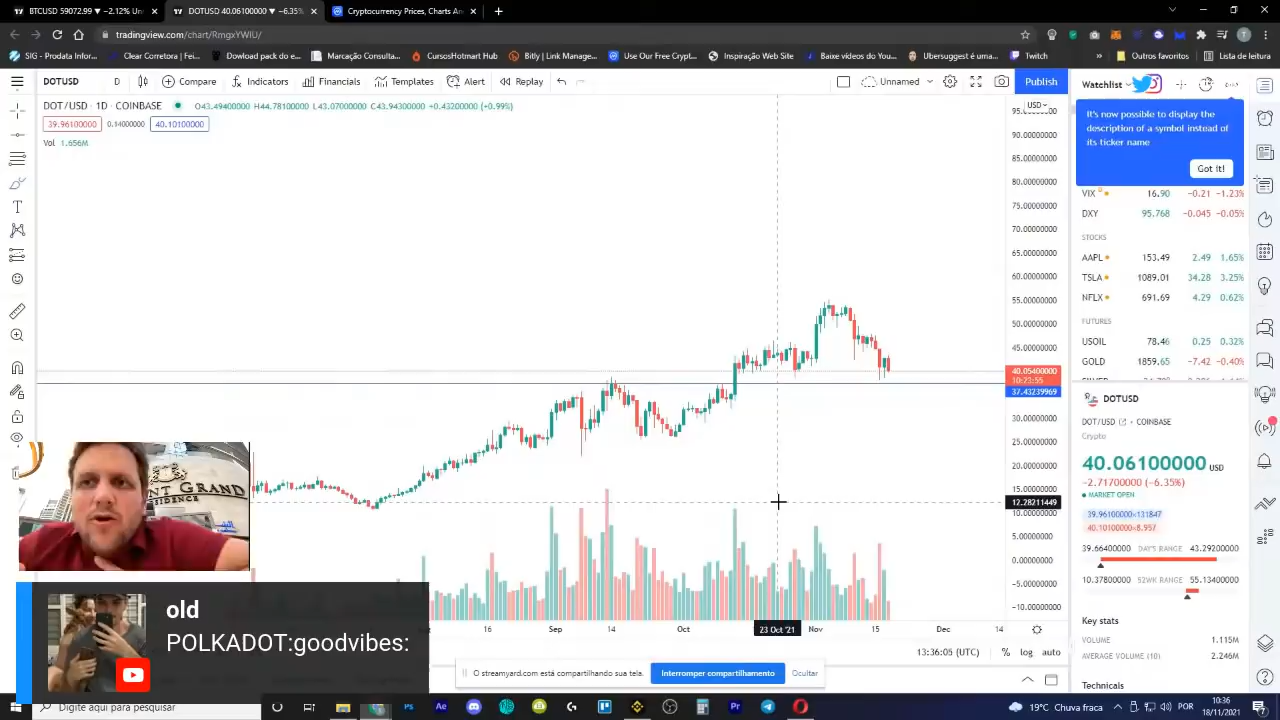 BTCUSD 59072.99 ▼ −2.12% Un
DOTUSD 40.06100000 ▼ −6.35%
Cryptocurrency Prices, Charts An
tradingview.com/chart/RmgxYWIU/
SIG - Prodata Infor...
Clear Corretora |...
Dowload pack do e...
Marcação Consulta...
CursosHotmart Hub
Bitly | Link Manage...
Use Our Free Crypt...
Inspiração Web Site
Baixe vídeos do You...
Ubersuggest é uma...
Twitch
Outros favoritos
Lista de leitura
DOTUSD
D
Compare
Indicators
Financials
Templates
Alert
Replay
Unnamed
Publish
DOT/USD · 1D · COINBASE
O43.49400000 H44.78100000 L43.07000000 C43.94300000 +0.43200000 (+0.99%)
39.96100000
0.14000000
40.10100000
Vol 1.656M
USD
95.00000000
90.00000000
85.00000000
80.00000000
75.00000000
70.00000000
65.00000000
60.00000000
55.00000000
50.00000000
45.00000000
40.05400000
10:23:55
37.43239969
30.00000000
25.00000000
20.00000000
15.00000000
12.28211449
10.00000000
5.00000000
0.00000000
−5.00000000
−10.00000000
16
Sep
14
Oct
23 Oct '21
Nov
15
Dec
14
13:36:05 (UTC)
%
log
auto
Watchlist
It's now possible to display the
description of a symbol instead of
its ticker name
Got it!
VIX 16.90 −0.21 −1.23%
DXY 95.768 −0.045 −0.05%
STOCKS
AAPL 153.49 2.49 1.65%
TSLA 1089.01 34.28 3.25%
NFLX 691.69 4.29 0.62%
FUTURES
USOIL 78.46 0.25 0.32%
GOLD 1859.65 −7.42 −0.40%
DOTUSD
DOT/USD · COINBASE
Crypto
40.06100000 USD
−2.71700000 (−6.35%)
MARKET OPEN
39.96100000×131847
40.10100000×8.957
39.66400000 DAY'S RANGE 43.29200000
10.37800000 52WK RANGE 55.13400000
Key stats
VOLUME 1.115M
AVERAGE VOLUME (10) 2.246M
Technicals
NT GRAND
RESIDENCE
old
POLKADOT:goodvibes:
O streamyard.com está compartilhando sua tela.
Interromper compartilhamento
Ocultar
Digite aqui para pesquisar
19°C Chuva fraca
POR
10:36
18/11/2021